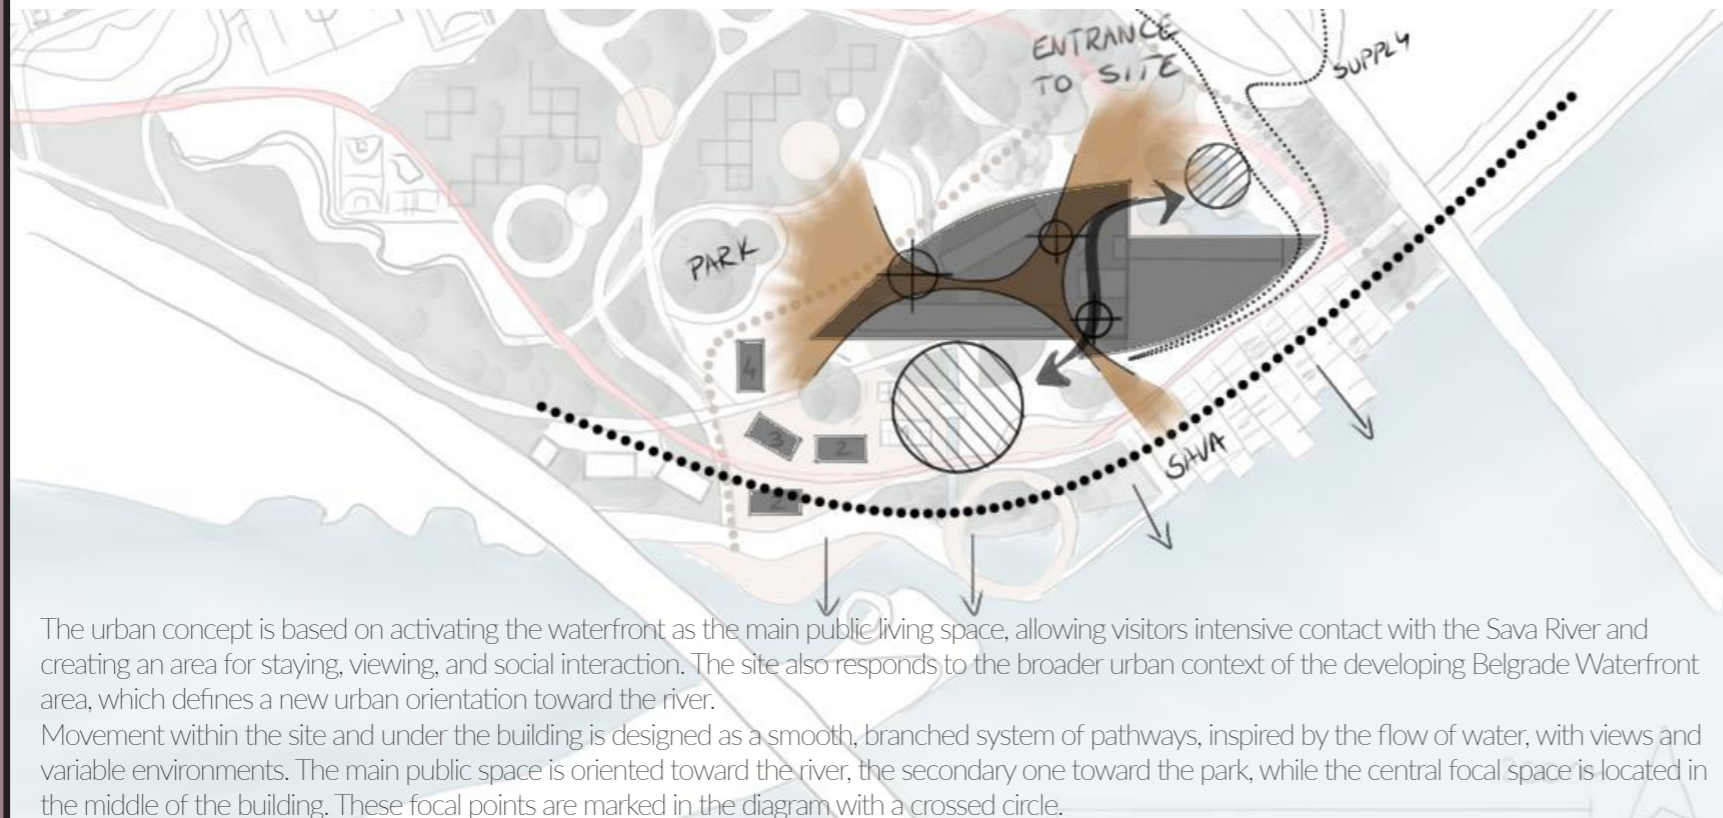 ENTRANCE
TO SITE
SUPPLY
PARK
4
3
2
2
SAVA
The urban concept is based on activating the waterfront as the main public living space, allowing visitors intensive contact with the Sava River and
creating an area for staying, viewing, and social interaction. The site also responds to the broader urban context of the developing Belgrade Waterfront
area, which defines a new urban orientation toward the river.
Movement within the site and under the building is designed as a smooth, branched system of pathways, inspired by the flow of water, with views and
variable environments. The main public space is oriented toward the river, the secondary one toward the park, while the central focal space is located in
the middle of the building. These focal points are marked in the diagram with a crossed circle.